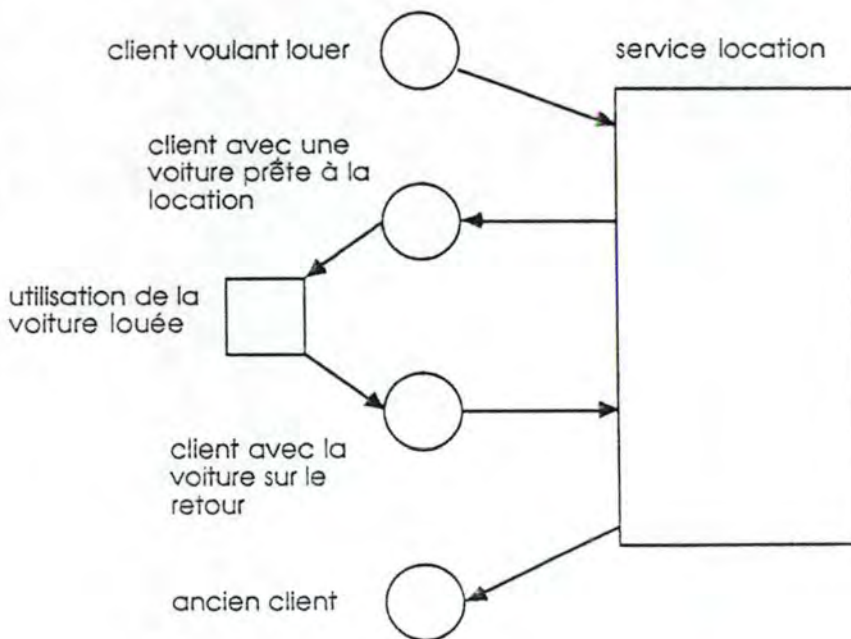 client voulant louer
service location
client avec une
voiture prête à la
location
utilisation de la
voiture louée
client avec la
voiture sur le
retour
ancien client